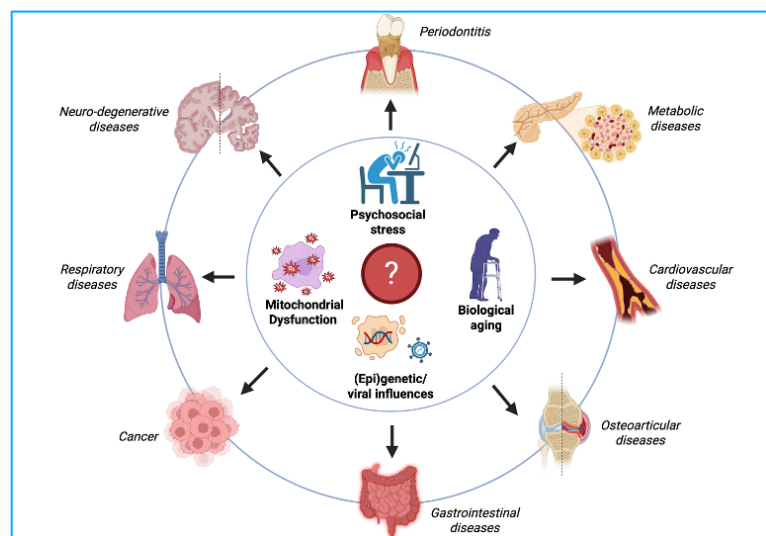 Periodontitis
Neuro-degenerative
diseases
Metabolic
diseases
Psychosocial
stress
Respiratory
diseases
Mitochondrial
Dysfunction
?
Biological
aging
Cardiovascular
diseases
(Epi)genetic/
viral influences
Cancer
Osteoarticular
diseases
Gastrointestinal
diseases